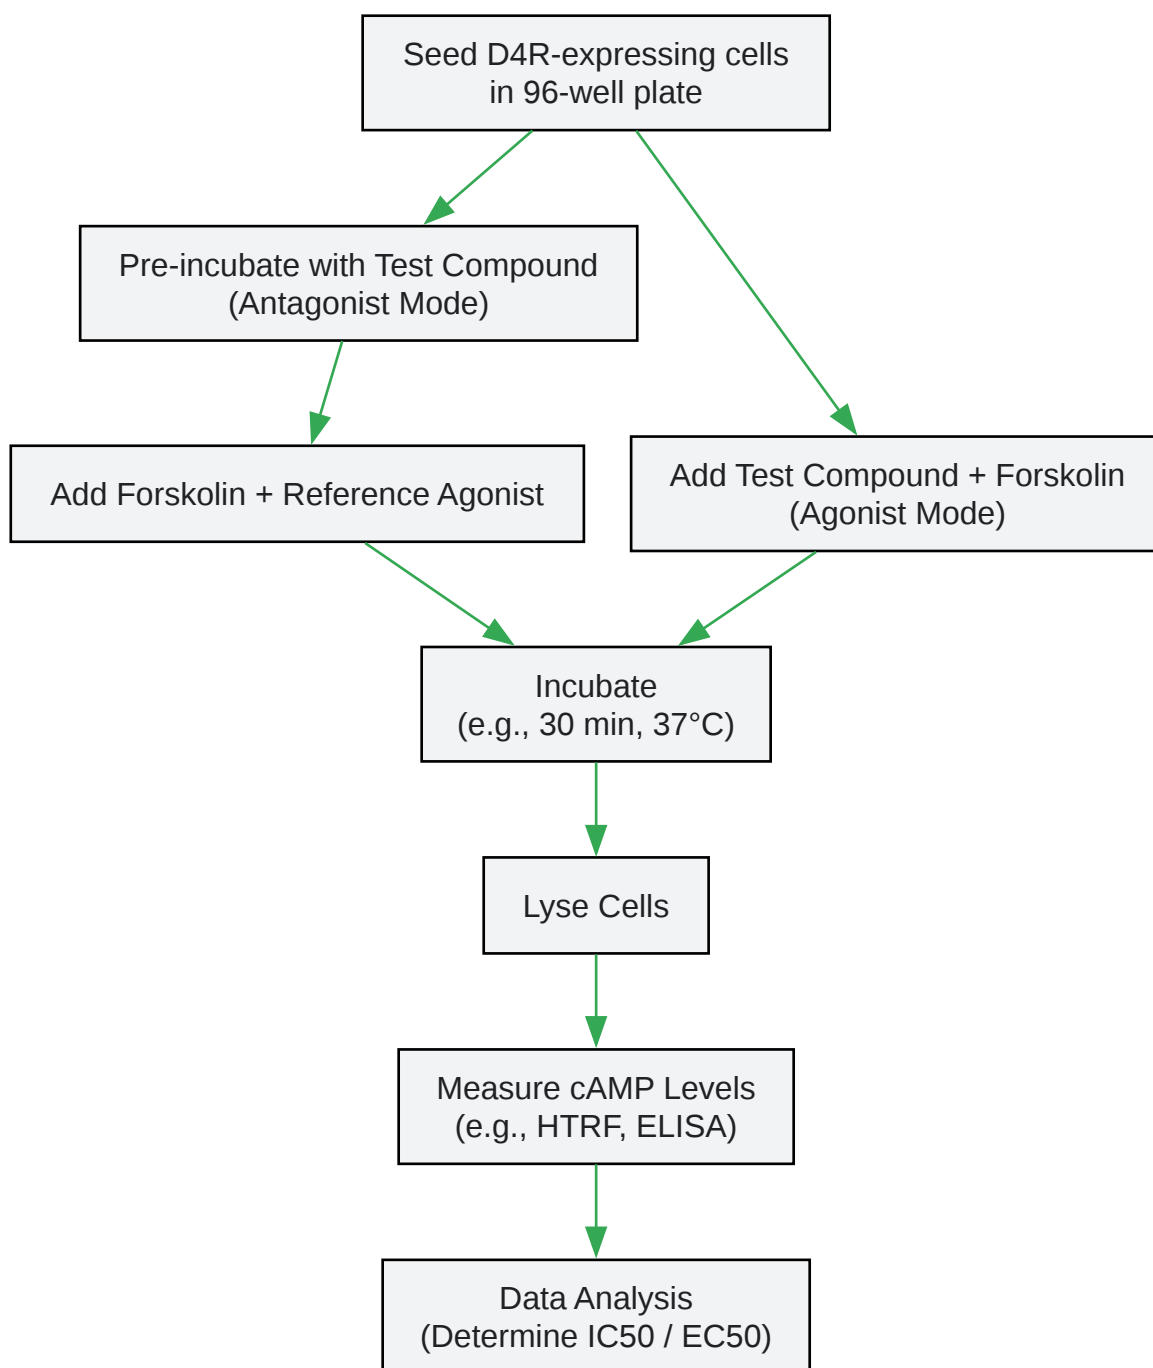 Seed D4R-expressing cells
in 96-well plate
Pre-incubate with Test Compound
(Antagonist Mode)
Add Forskolin + Reference Agonist
Add Test Compound + Forskolin
(Agonist Mode)
Incubate
(e.g., 30 min, 37°C)
Lyse Cells
Measure cAMP Levels
(e.g., HTRF, ELISA)
Data Analysis
(Determine IC50 / EC50)